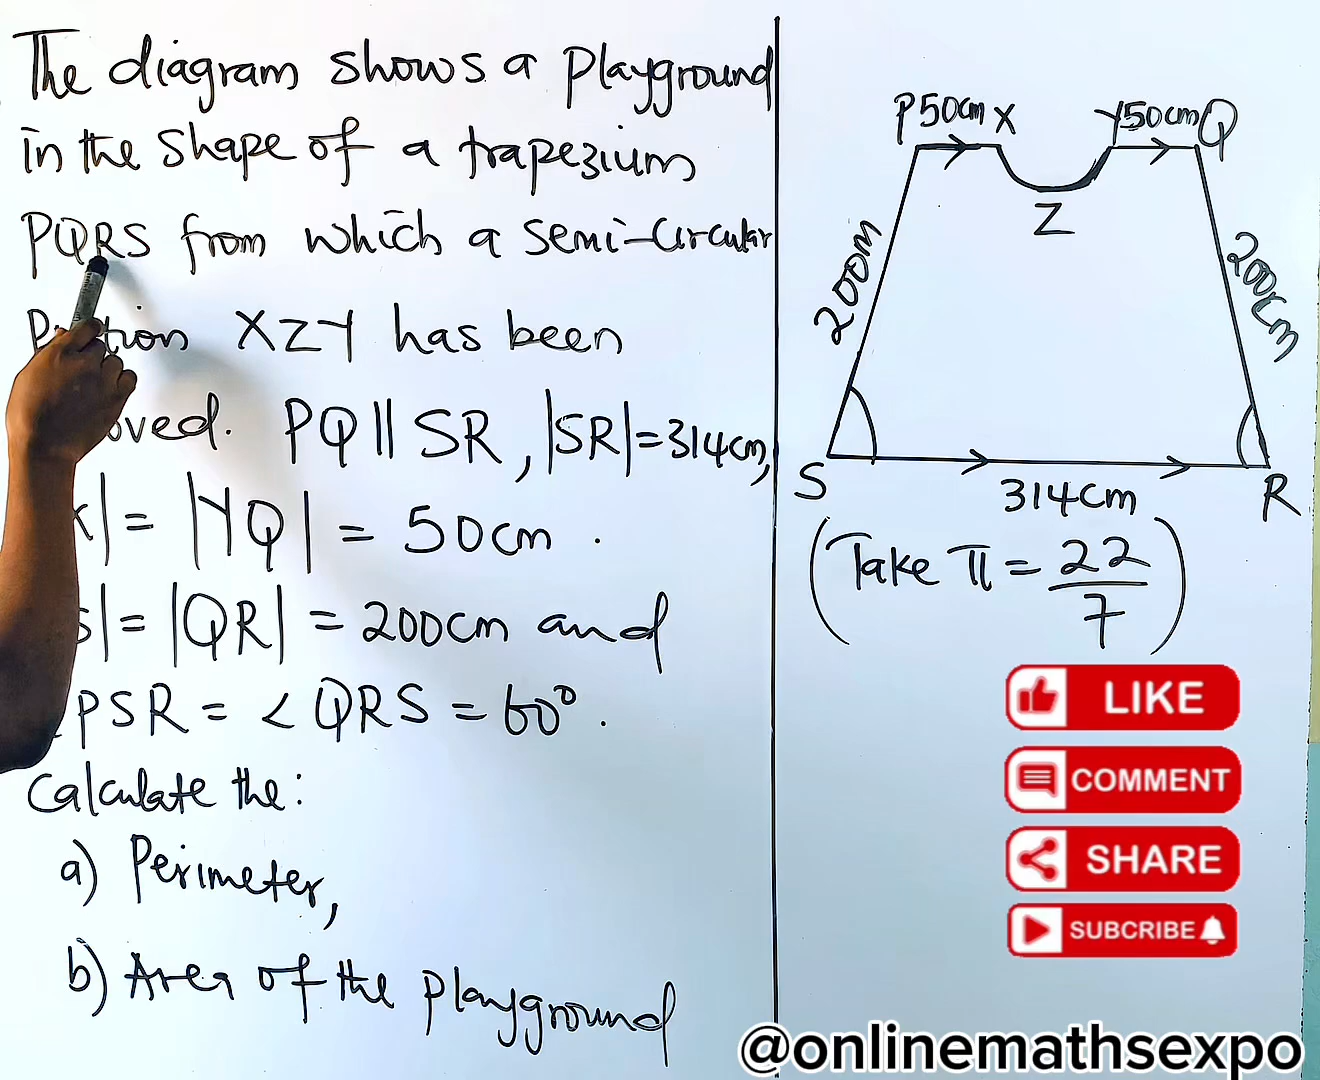 The diagram shows a playground
in the shape of a trapezium
PQRS from which a semi-circular
XZY has been
PQ || SR, |SR| = 314cm,
| = |YQ| = 50cm.
| = |QR| = 200cm and
PSR = < QRS = 60°.
Calculate the:
a) Perimeter,
b) Area of the playground
P 50cm X Y 50cm Q
Z
200m
200cm
S
314cm
R
(Take π = 22/7)
LIKE
COMMENT
SHARE
SUBCRIBE
@onlinemathsexpo